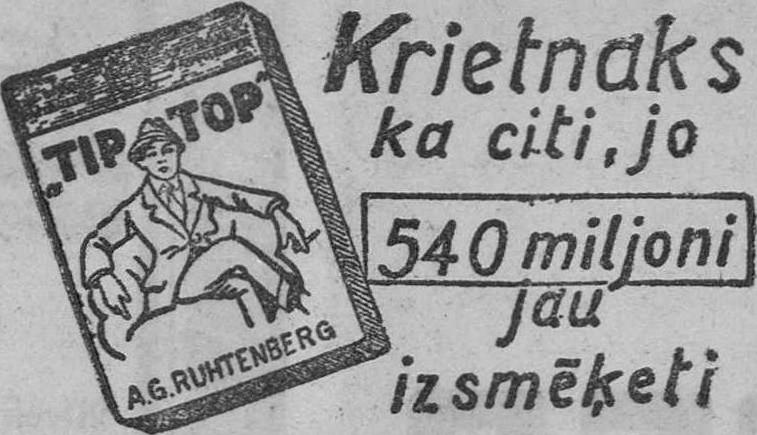 „TIP TOP"
A.G.RUHTENBERG
Krietnaks
ka citi, jo
540 miljoni
jau
izsmēķeti